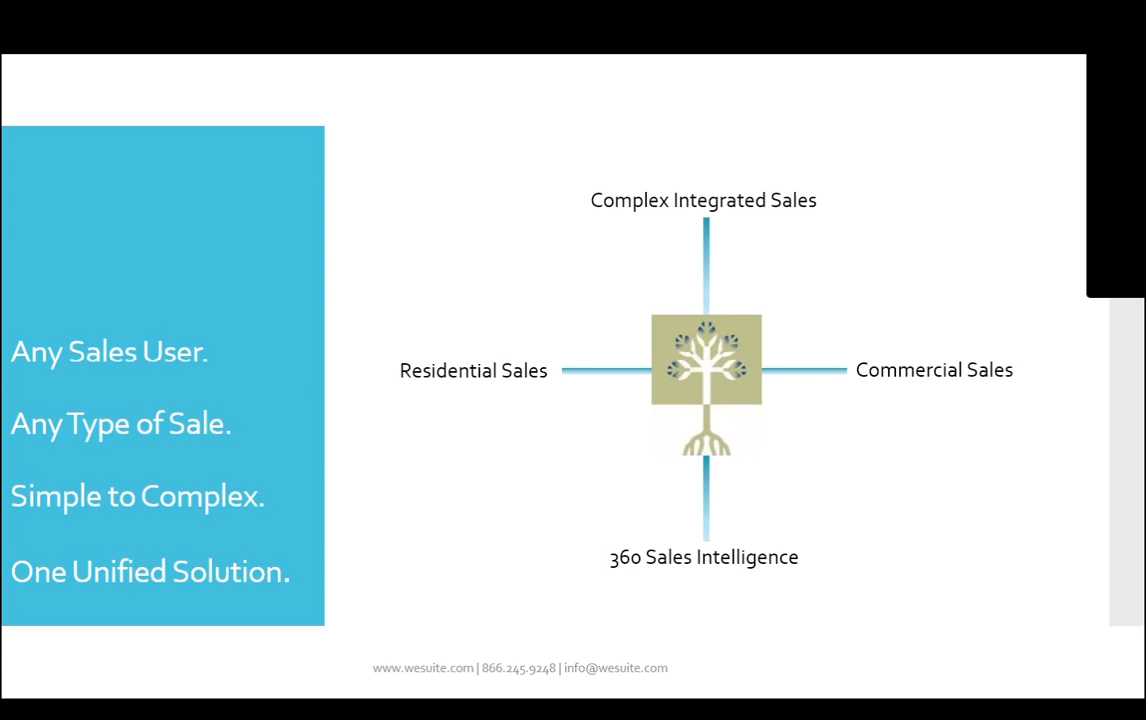 Any Sales User.
Any Type of Sale.
Simple to Complex.
One Unified Solution.
Complex Integrated Sales
Residential Sales
Commercial Sales
360 Sales Intelligence
www.wesuite.com | 866.245.9248 | info@wesuite.com